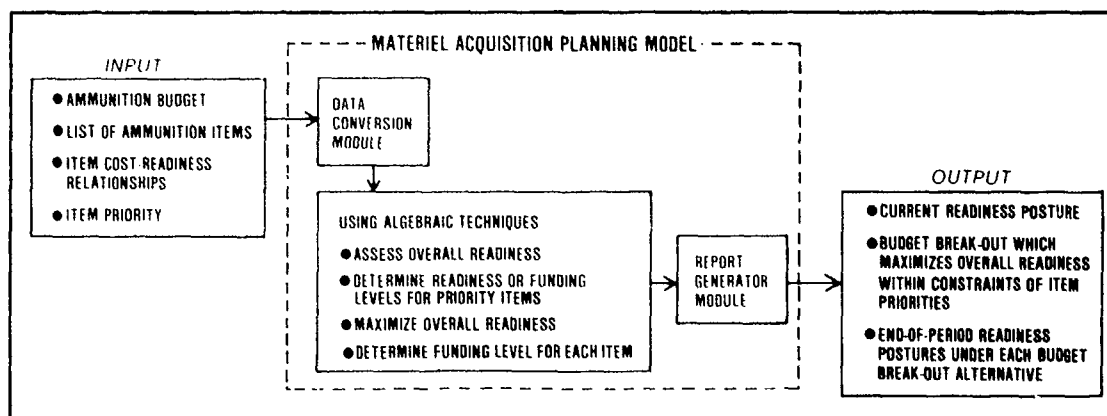 MATERIEL ACQUISITION PLANNING MODEL
INPUT
● AMMUNITION BUDGET
● LIST OF AMMUNITION ITEMS
● ITEM COST-READINESS
RELATIONSHIPS
● ITEM PRIORITY
DATA
CONVERSION
MODULE
USING ALGEBRAIC TECHNIQUES
● ASSESS OVERALL READINESS
● DETERMINE READINESS OR FUNDING
LEVELS FOR PRIORITY ITEMS
● MAXIMIZE OVERALL READINESS
● DETERMINE FUNDING LEVEL FOR EACH ITEM
REPORT
GENERATOR
MODULE
OUTPUT
● CURRENT READINESS POSTURE
● BUDGET BREAK-OUT WHICH
MAXIMIZES OVERALL READINESS
WITHIN CONSTRAINTS OF ITEM
PRIORITIES
● END-OF-PERIOD READINESS
POSTURES UNDER EACH BUDGET
BREAK-OUT ALTERNATIVE